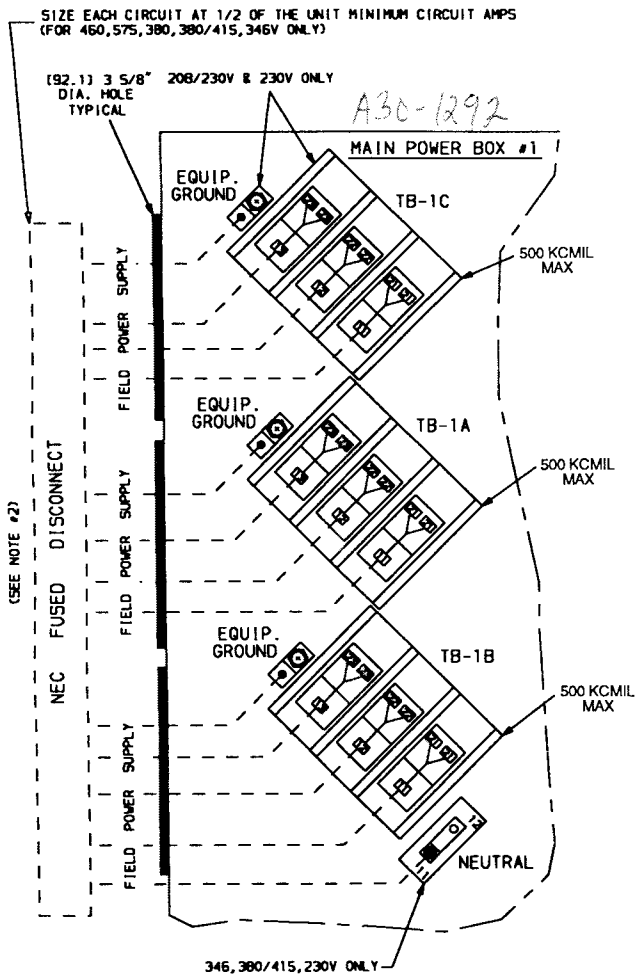 SIZE EACH CIRCUIT AT 1/2 OF THE UNIT MINIMUM CIRCUIT AMPS
(FOR 460,575,380,380/415,346V ONLY)
[92.1] 3 5/8" DIA. HOLE TYPICAL
208/230V & 230V ONLY
A30-1292
MAIN POWER BOX #1
EQUIP.
GROUND
TB-1C
500 KCMIL
MAX
FIELD POWER SUPPLY
EQUIP.
GROUND
TB-1A
500 KCMIL
MAX
FIELD POWER SUPPLY
(SEE NOTE #2)
NEC FUSED DISCONNECT
EQUIP.
GROUND
TB-1B
500 KCMIL
MAX
FIELD POWER SUPPLY
12
11
NEUTRAL
346,380/415,230V ONLY